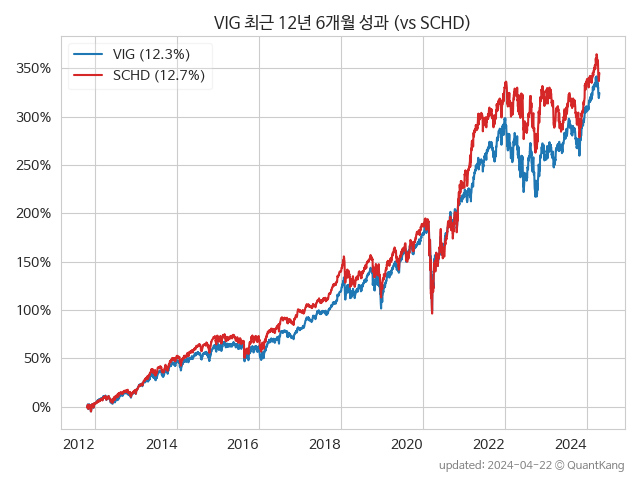 VIG 최근 12년 6개월 성과 (vs SCHD)
VIG (12.3%)
SCHD (12.7%)
350%
300%
250%
200%
150%
100%
50%
0%
2012 2014 2016 2018 2020 2022 2024
updated: 2024-04-22 © QuantKang